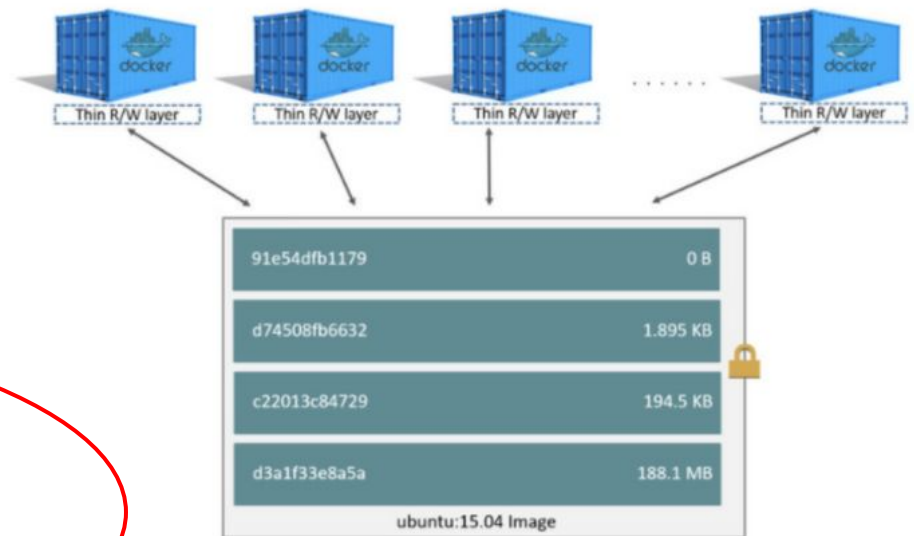 docker docker docker docker
Thin R/W layer Thin R/W layer Thin R/W layer ...... Thin R/W layer
91e54dfb1179 0 B
d74508fb6632 1.895 KB
c22013c84729 194.5 KB
d3a1f33e8a5a 188.1 MB
ubuntu:15.04 Image